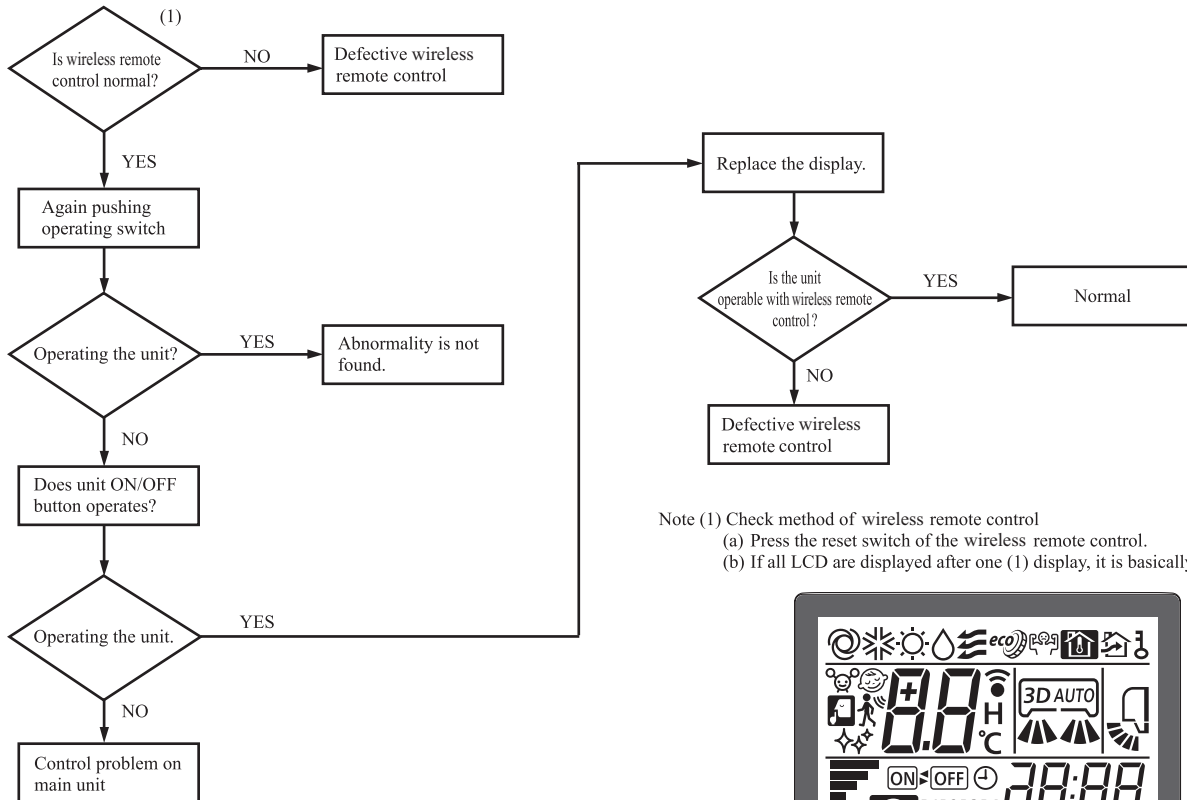 (1)
Is wireless remote
control normal?
NO
Defective wireless
remote control
YES
Again pushing
operating switch
Operating the unit?
YES
Abnormality is not
found.
NO
Does unit ON/OFF
button operates?
Operating the unit.
YES
NO
Control problem on
main unit
Replace the display.
Is the unit
operable with wireless remote
control?
YES
Normal
NO
Defective wireless
remote control
Note (1) Check method of wireless remote control
(a) Press the reset switch of the wireless remote control.
(b) If all LCD are displayed after one (1) display, it is basically
eco
+8.8
H
°C
3D AUTO
ON OFF